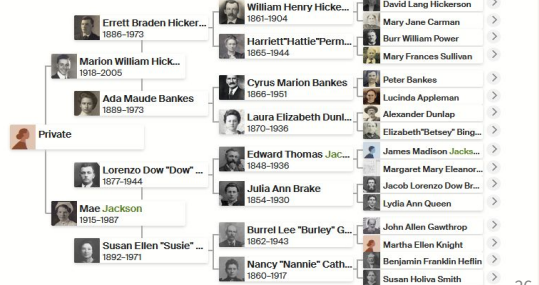 David Lang Hickerson
William Henry Hicke...
1861-1904
Mary Jane Carman
Errett Braden Hicker...
1886-1973
Burr William Power
Harriett"Hattie"Perm...
1865-1944
Mary Frances Sullivan
Marion William Hick...
1918-2005
Peter Bankes
Cyrus Marion Bankes
1866-1951
Lucinda Appleman
Ada Maude Bankes
1889-1973
Alexander Dunlap
Laura Elizabeth Dunl...
1870-1936
Elizabeth"Betsey" Bing...
Private
James Madison Jacks...
Edward Thomas Jac...
1848-1936
Margaret Mary Eleanor...
Lorenzo Dow "Dow" ...
1877-1944
Jacob Lorenzo Dow Br...
Julia Ann Brake
1854-1930
Lydia Ann Queen
Mae Jackson
1915-1987
John Allen Gawthrop
Burrel Lee "Burley" G...
1862-1943
Martha Ellen Knight
Susan Ellen "Susie" ...
1892-1971
Benjamin Franklin Heflin
Nancy "Nannie" Cath...
1860-1917
Susan Holiva Smith